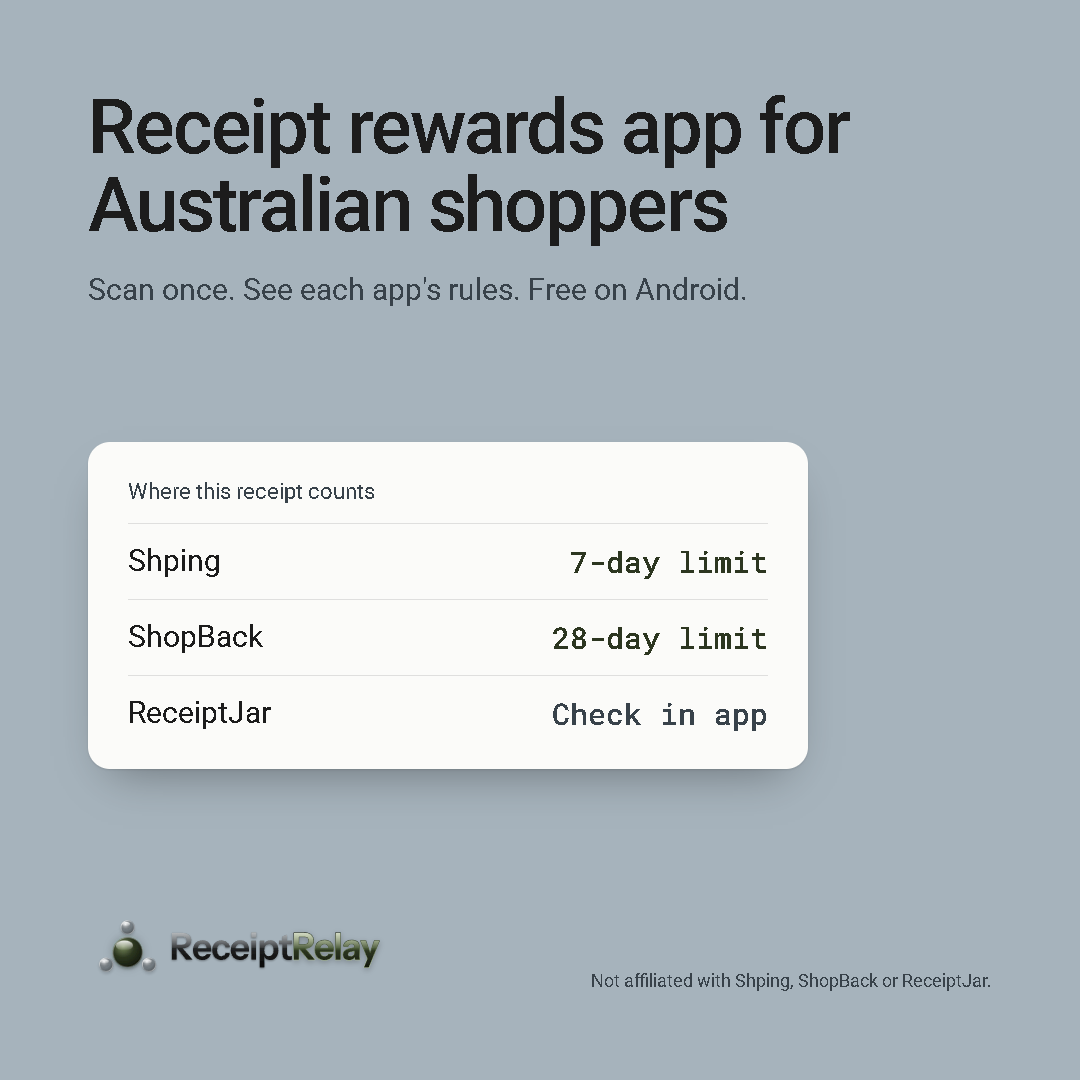 Receipt rewards app for
Australian shoppers
Scan once. See each app's rules. Free on Android.
Where this receipt counts
Shping 7-day limit
ShopBack 28-day limit
ReceiptJar Check in app
ReceiptRelay
Not affiliated with Shping, ShopBack or ReceiptJar.